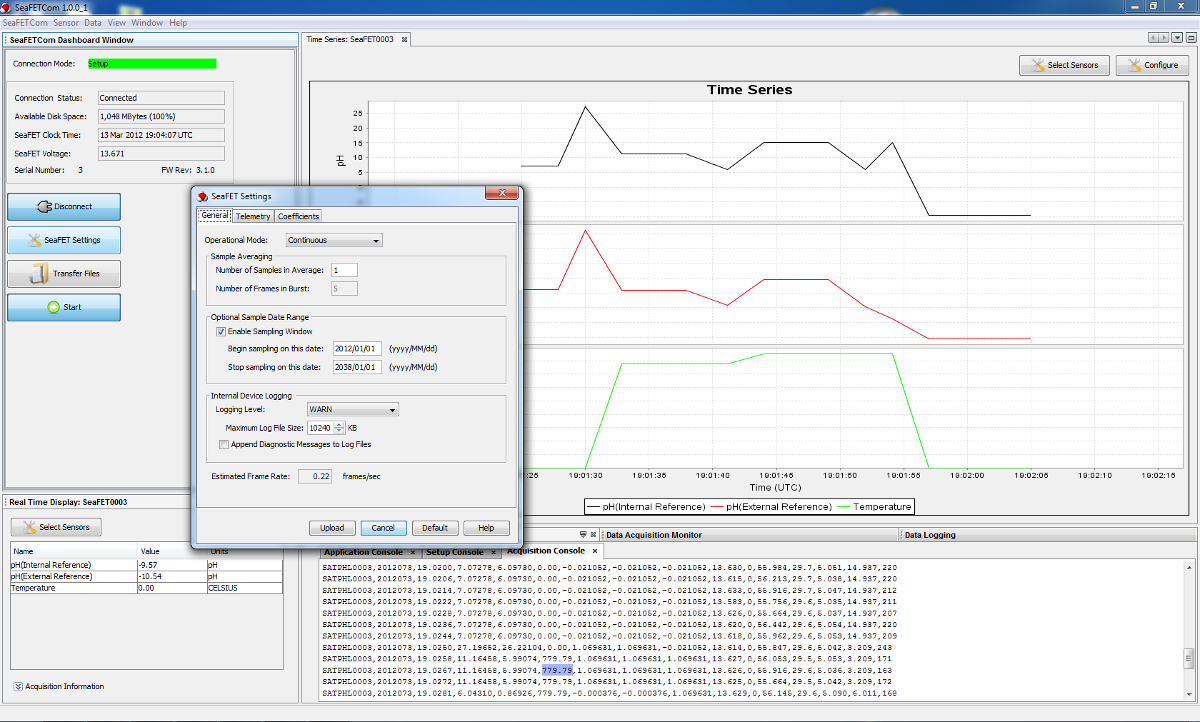 SeaFETCom 1.0.0_1
SeaFETCom Sensor Data View Window Help
SeaFETCom Dashboard Window
Connection Mode: Setup
Connection Status: Connected
Available Disk Space: 1,048 MBytes (100%)
SeaFET Clock Time: 13 Mar 2012 19:04:07 UTC
SeaFET Voltage: 13.671
Serial Number: 3 FW Rev: 3.1.0
Disconnect
SeaFET Settings
Transfer Files
Start
Time Series: SeaFET0003
Select Sensors Configure
Time Series
pH
25
20
15
10
5
:25 19:01:30 19:01:35 19:01:40 19:01:45 19:01:50 19:01:55 19:02:00 19:02:05 19:02:10 19:02:15
Time (UTC)
pH(Internal Reference) pH(External Reference) Temperature
SeaFET Settings
General Telemetry Coefficients
Operational Mode: Continuous
Sample Averaging
Number of Samples in Average: 1
Number of Frames in Burst: 5
Optional Sample Date Range
Enable Sampling Window
Begin sampling on this date: 2012/01/01 (yyyy/MM/dd)
Stop sampling on this date: 2038/01/01 (yyyy/MM/dd)
Internal Device Logging
Logging Level: WARN
Maximum Log File Size: 10240 KB
Append Diagnostic Messages to Log Files
Estimated Frame Rate: 0.22 frames/sec
Upload Cancel Default Help
Real Time Display: SeaFET0003
Select Sensors
Name Value Units
pH(Internal Reference) -9.57 pH
pH(External Reference) -10.54 pH
Temperature 0.00 CELSIUS
Acquisition Information
Data Acquisition Monitor
Data Logging
Application Console Setup Console Acquisition Console
SATPHL0003,2012073,19.0200,7.07278,6.09730,0.00,-0.021052,-0.021052,-0.021052,13.630,0,55.984,29.7,5.051,14.937,220
SATPHL0003,2012073,19.0206,7.07278,6.09730,0.00,-0.021052,-0.021052,-0.021052,13.615,0,56.213,29.7,5.038,14.937,220
SATPHL0003,2012073,19.0214,7.07278,6.09730,0.00,-0.021052,-0.021052,-0.021052,13.633,0,55.916,29.7,5.047,14.937,212
SATPHL0003,2012073,19.0222,7.07278,6.09730,0.00,-0.021052,-0.021052,-0.021052,13.583,0,55.756,29.6,5.035,14.937,211
SATPHL0003,2012073,19.0228,7.07278,6.09730,0.00,-0.021052,-0.021052,-0.021052,13.626,0,55.664,29.6,5.037,14.937,207
SATPHL0003,2012073,19.0236,7.07278,6.09730,0.00,-0.021052,-0.021052,-0.021052,13.620,0,56.442,29.6,5.054,14.937,220
SATPHL0003,2012073,19.0244,7.07278,6.09730,0.00,-0.021052,-0.021052,-0.021052,13.618,0,55.962,29.6,5.053,14.937,209
SATPHL0003,2012073,19.0250,27.19652,26.22104,0.00,1.069631,1.069631,-0.021052,13.614,0,55.847,29.6,5.042,3.209,243
SATPHL0003,2012073,19.0258,11.16458,5.99074,779.79,1.069631,1.069631,1.069631,13.627,0,56.053,29.5,5.053,3.209,171
SATPHL0003,2012073,19.0267,11.16458,5.99074,779.79,1.069631,1.069631,1.069631,13.626,0,55.916,29.5,5.036,3.209,163
SATPHL0003,2012073,19.0272,11.16458,5.99074,779.79,1.069631,1.069631,1.069631,13.635,0,55.664,29.5,5.042,3.209,172
SATPHL0003,2012073,19.0281,6.04310,0.86926,779.79,-0.000376,-0.000376,1.069631,13.629,0,56.145,29.6,5.090,6.011,168